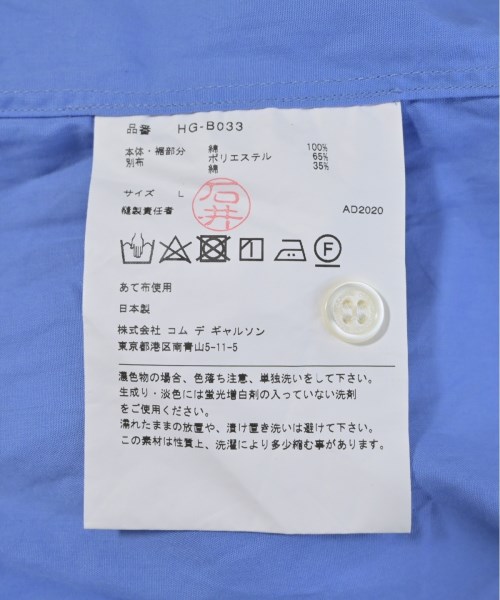 品番 HG-B033
本体・裾部分 綿 100%
別布 ポリエステル 65%
綿 35%
サイズ L
石井
縫製責任者 AD2020
F
あて布使用
日本製
株式会社 コム デ ギャルソン
東京都港区南青山5-11-5
濃色物の場合、色落ち注意、単独洗いをして下さい。
生成り・淡色には蛍光増白剤の入っていない洗剤
をご使用ください。
濡れたままの放置や、漬け置き洗いは避けて下さい。
この素材は性質上、洗濯により多少縮む事があります。